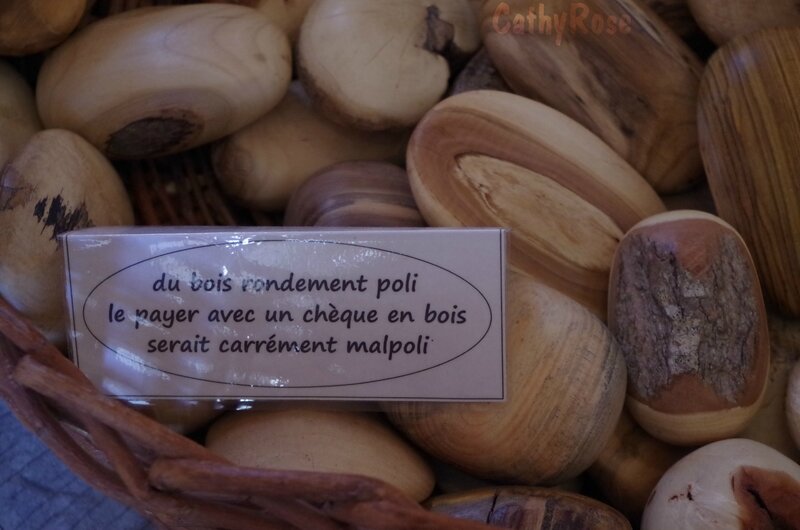 CathyRose
du bois rondement poli
le payer avec un chèque en bois
serait carrément malpoli